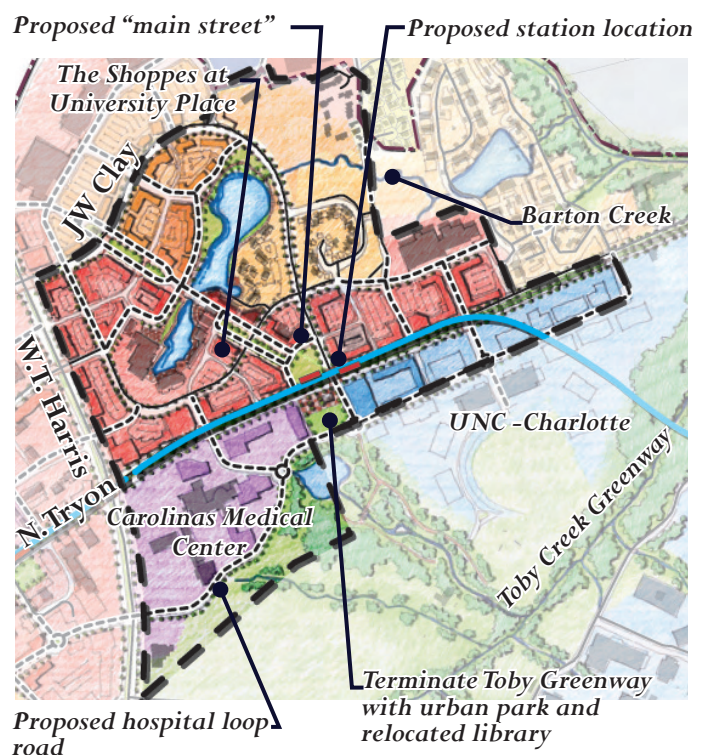 Proposed “main street”
Proposed station location
The Shoppes at
University Place
JW Clay
Barton Creek
W.T. Harris
UNC -Charlotte
N. Tryon
Carolinas Medical
Center
Toby Creek Greenway
Terminate Toby Greenway
with urban park and
relocated library
Proposed hospital loop
road